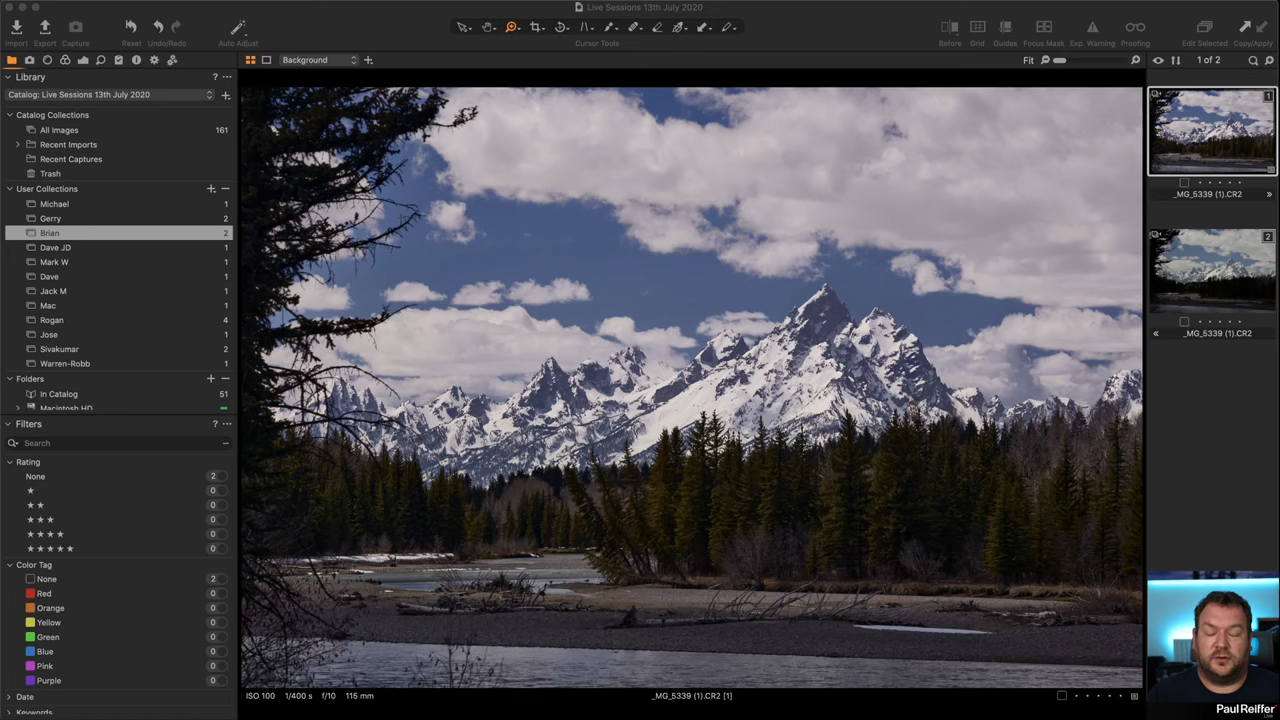 Live Sessions 13th July 2020
Import
Export
Capture
Reset
Undo/Redo
Auto Adjust
Cursor Tools
Before
Grid
Guides
Focus Mask
Exp. Warning
Proofing
Edit Selected
Copy/Apply
Background
Fit
1 of 2
Library
?
Catalog: Live Sessions 13th July 2020
Catalog Collections
All Images 161
Recent Imports
Recent Captures
Trash
User Collections
Michael 1
Gerry 2
Brian 2
Dave JD 1
Mark W 1
Dave 1
Jack M 1
Mac 1
Rogan 4
Jose 1
Sivakumar 2
Warren-Robb 1
Folders
In Catalog 51
Macintosh HD
Filters
?
Search
Rating
None 2
0
0
0
0
0
Color Tag
None 2
Red 0
Orange 0
Yellow 0
Green 0
Blue 0
Pink 0
Purple 0
Date
Keywords
ISO 100 1/400 s f/10 115 mm
_MG_5339 (1).CR2 [1]
1
_MG_5339 (1).CR2
2
_MG_5339 (1).CR2
Paul Reiffer
Live